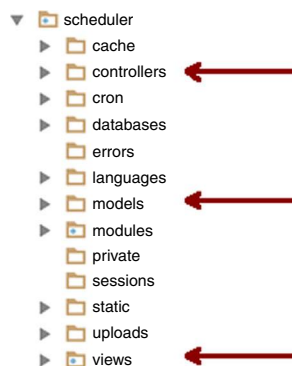 scheduler
cache
controllers
cron
databases
errors
languages
models
modules
private
sessions
static
uploads
views